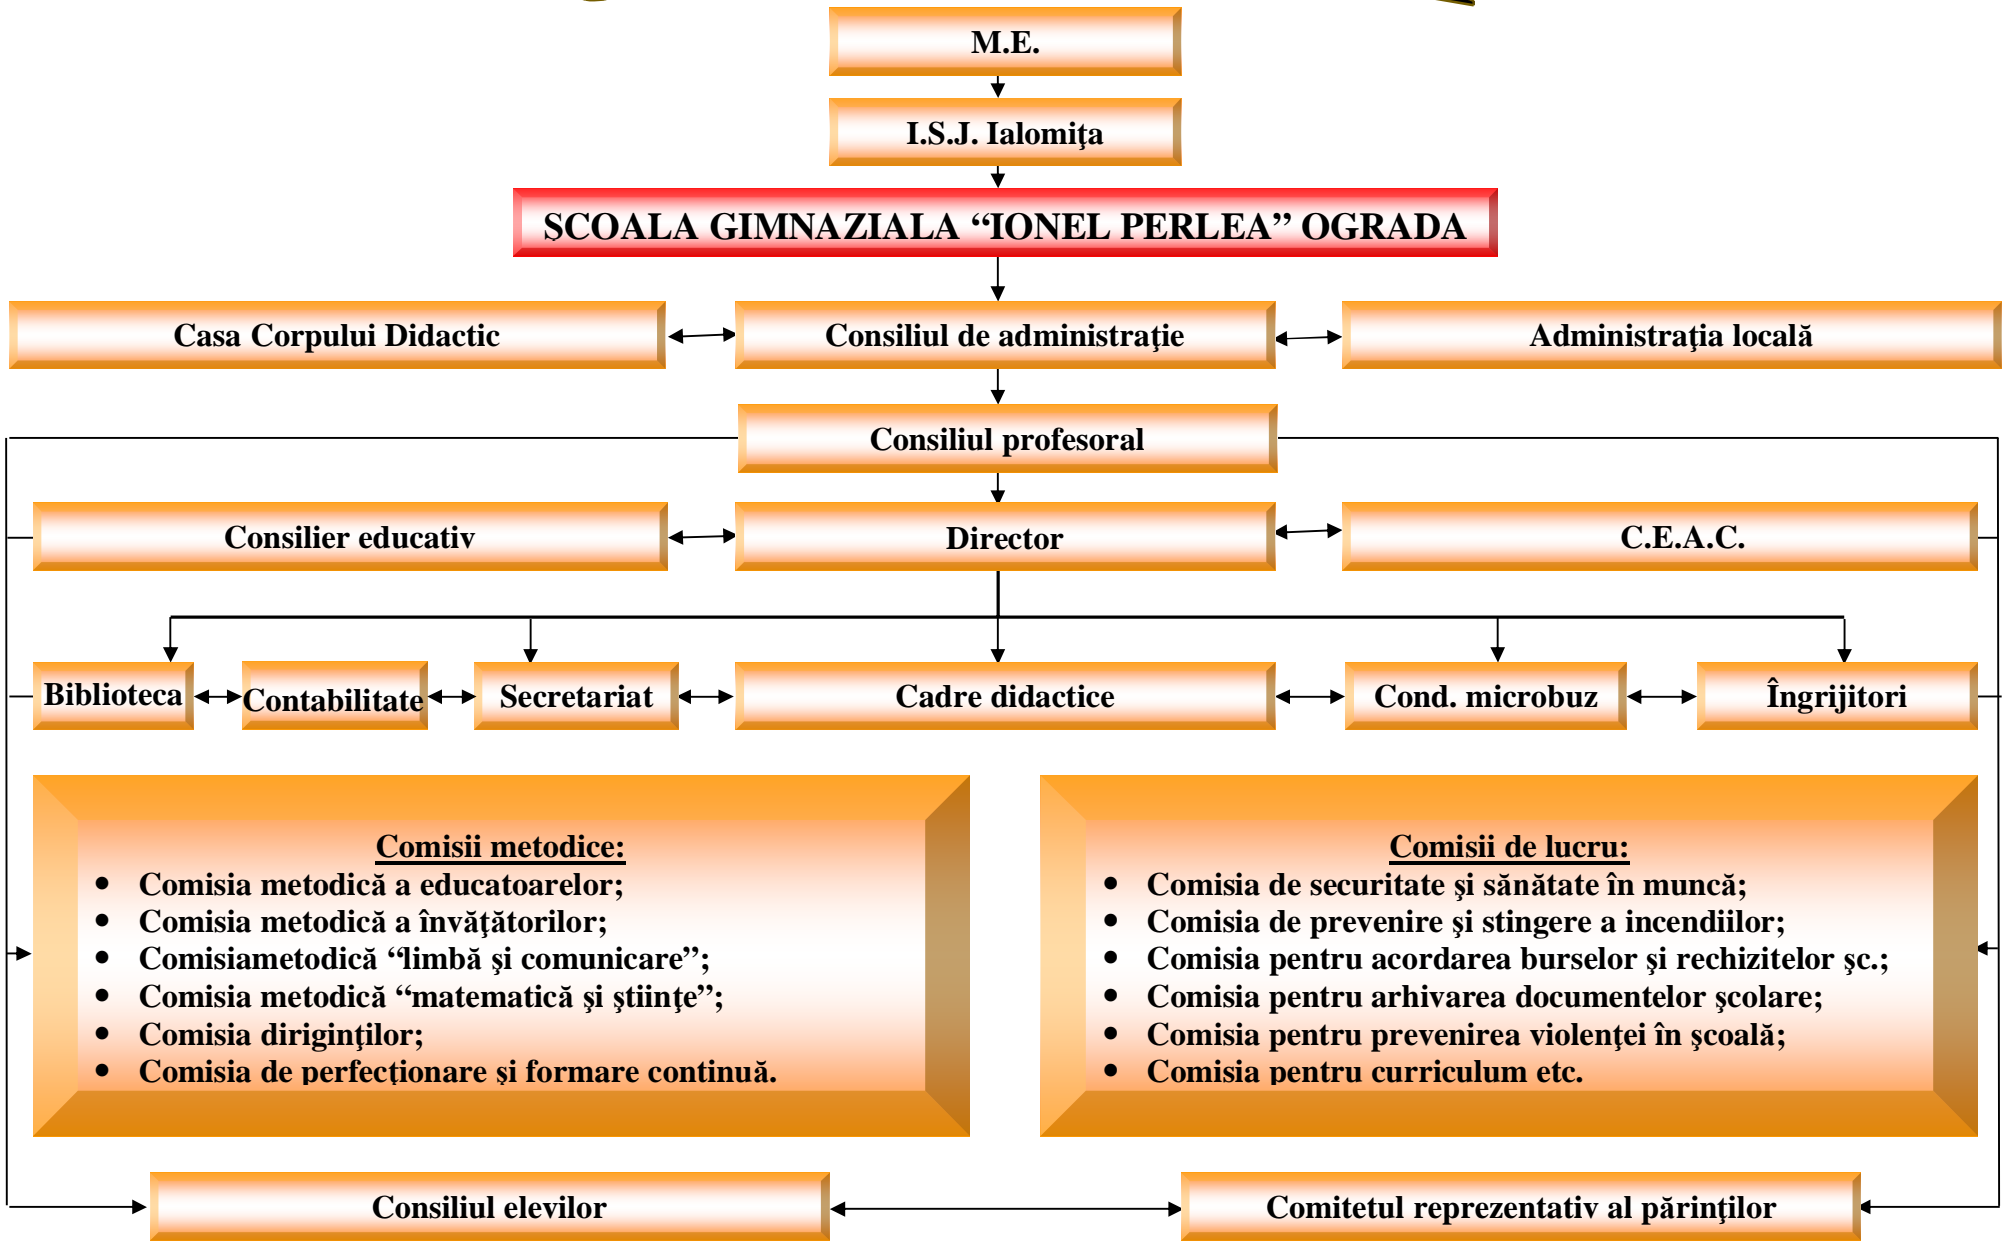 M.E.
I.S.J. Ialomiţa
ŞCOALA GIMNAZIALA “IONEL PERLEA” OGRADA
Casa Corpului Didactic
Consiliul de administraţie
Administraţia locală
Consiliul profesoral
Consilier educativ
Director
C.E.A.C.
Biblioteca
Contabilitate
Secretariat
Cadre didactice
Cond. microbuz
Îngrijitori
Comisii metodice:
• Comisia metodică a educatoarelor;
• Comisia metodică a învăţătorilor;
• Comisiametodică “limbă şi comunicare”;
• Comisia metodică “matematică şi ştiinţe”;
• Comisia diriginţilor;
• Comisia de perfecţionare şi formare continuă.
Comisii de lucru:
• Comisia de securitate şi sănătate în muncă;
• Comisia de prevenire şi stingere a incendiilor;
• Comisia pentru acordarea burselor şi rechizitelor şc.;
• Comisia pentru arhivarea documentelor şcolare;
• Comisia pentru prevenirea violenţei în şcoală;
• Comisia pentru curriculum etc.
Consiliul elevilor
Comitetul reprezentativ al părinţilor